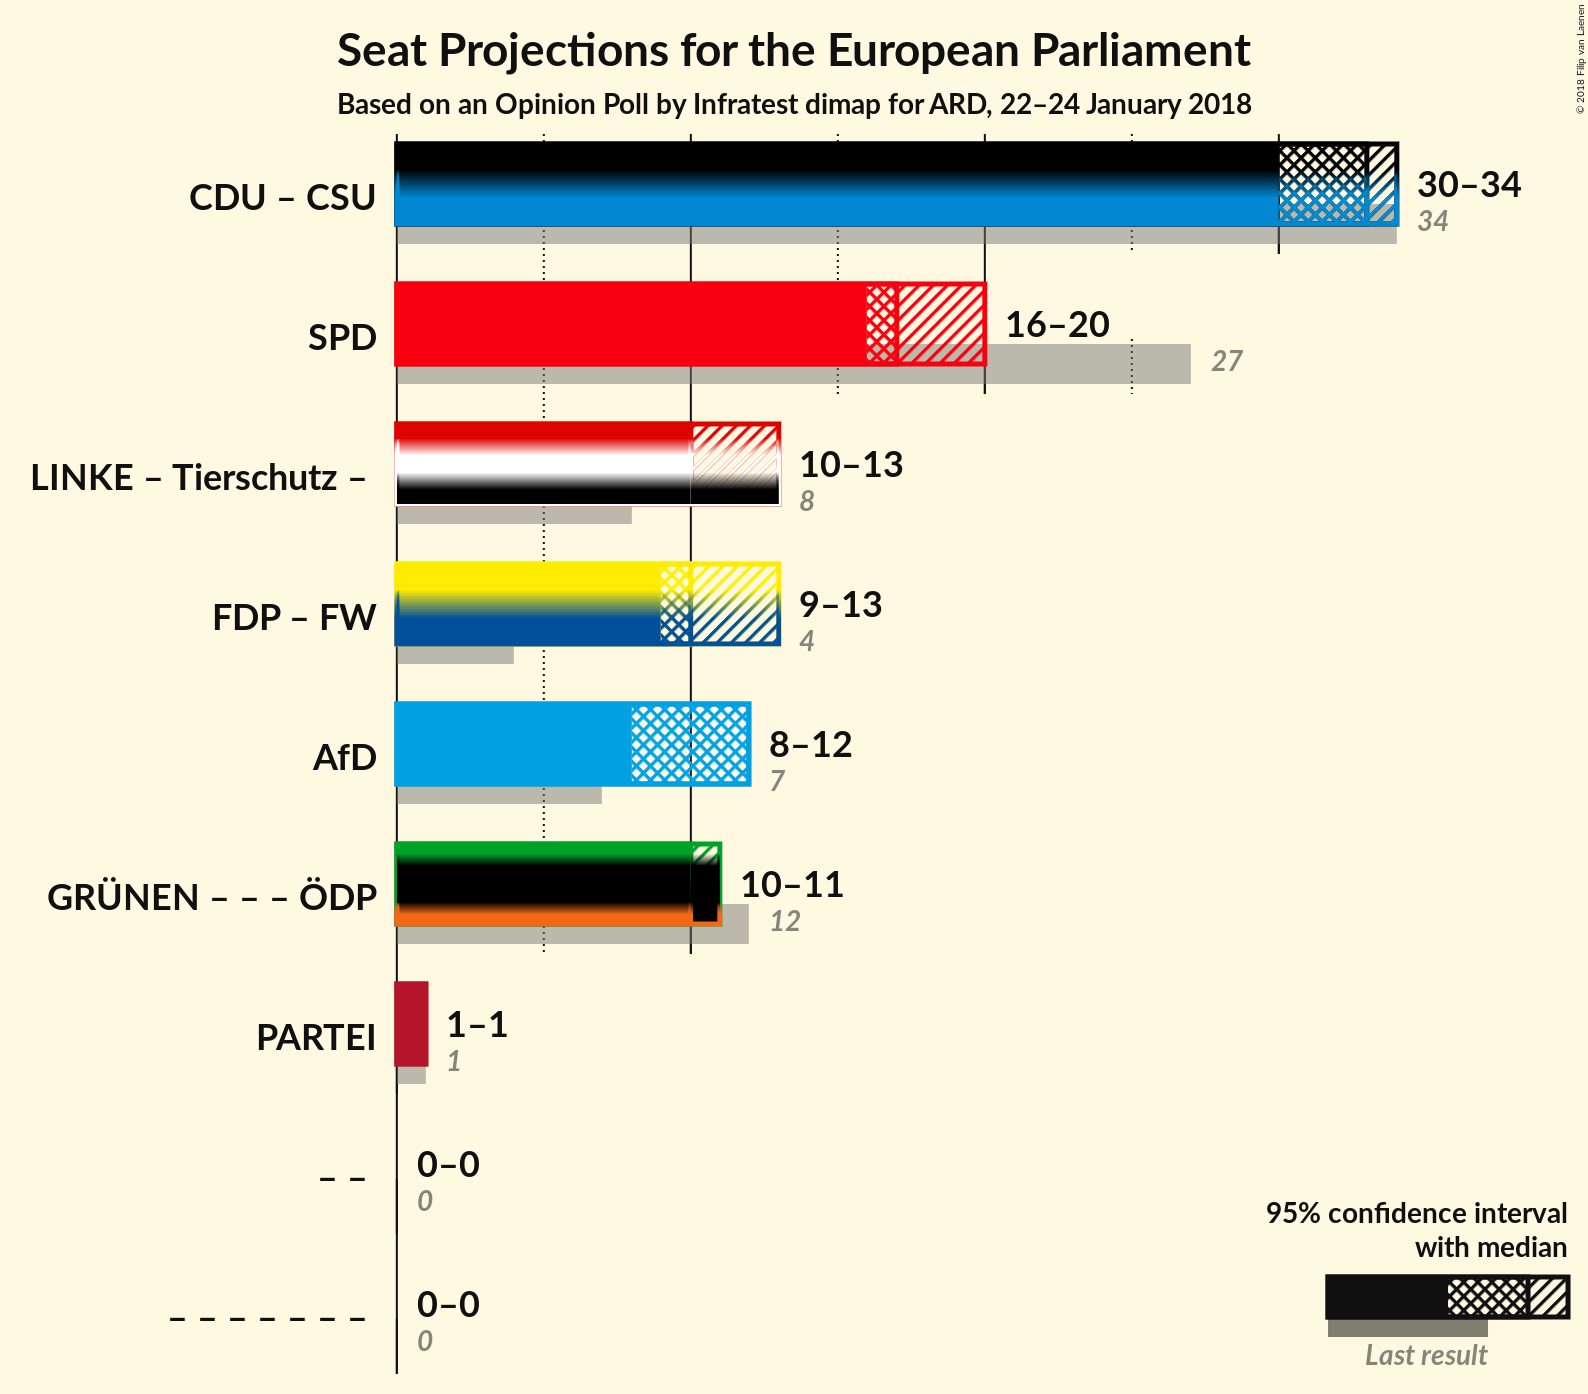 Seat Projections for the European Parliament
Based on an Opinion Poll by Infratest dimap for ARD, 22–24 January 2018
© 2018 Filip van Laenen
CDU – CSU
30–34
34
SPD
16–20
27
LINKE – Tierschutz –
10–13
8
FDP – FW
9–13
4
AfD
8–12
7
GRÜNEN – – – ÖDP
10–11
12
PARTEI
1–1
1
– –
0–0
0
– – – – – – –
0–0
0
95% confidence interval
with median
Last result